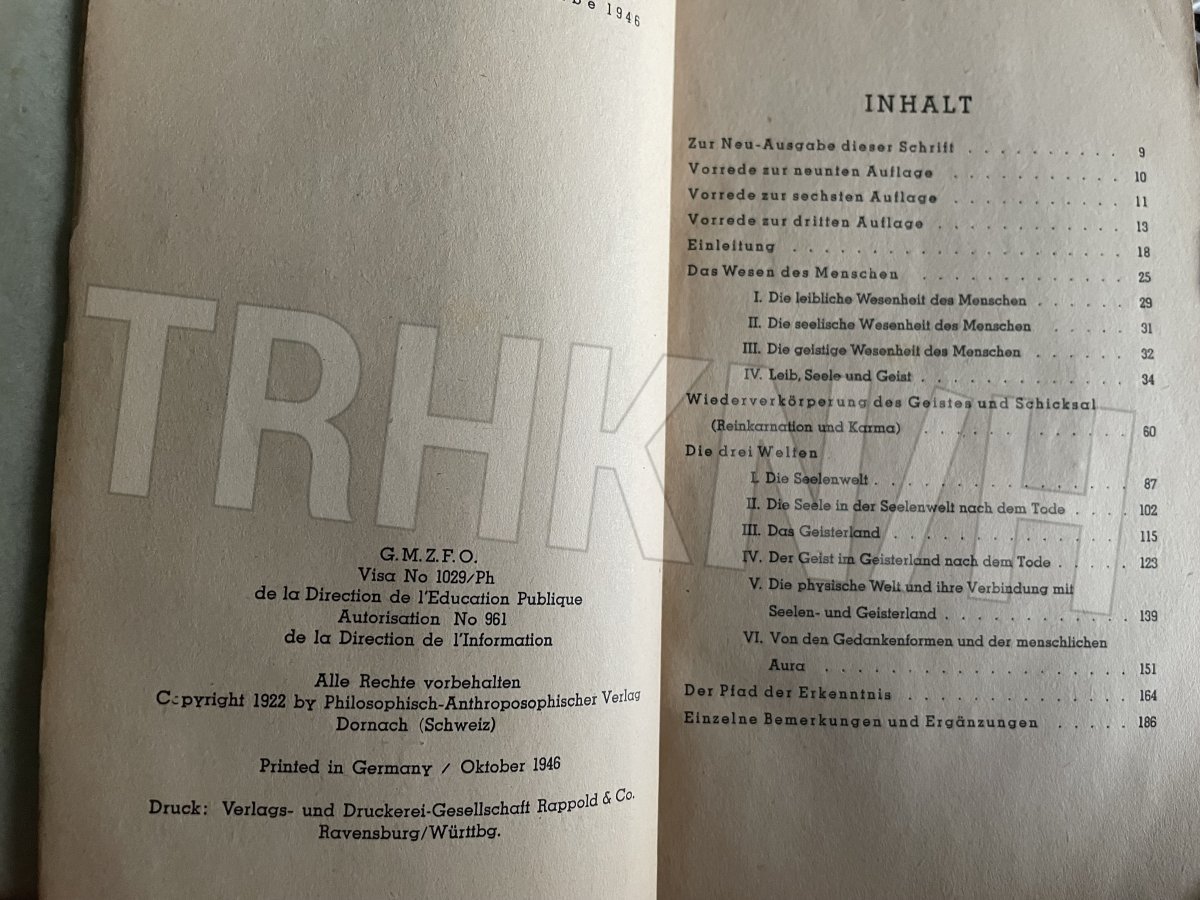 1946
G.M.Z.F.O.
Visa No 1029/Ph
de la Direction de l'Education Publique
Autorisation No 961
de la Direction de l'Information
Alle Rechte vorbehalten
Copyright 1922 by Philosophisch-Anthroposophischer Verlag
Dornach (Schweiz)
Printed in Germany / Oktober 1946
Druck: Verlags- und Druckerei-Gesellschaft Rappold & Co.
Ravensburg/Württbg.
INHALT
Zur Neu-Ausgabe dieser Schrift . . . . . . . . . . 9
Vorrede zur neunten Auflage . . . . . . . . . . . 10
Vorrede zur sechsten Auflage . . . . . . . . . . . 11
Vorrede zur dritten Auflage . . . . . . . . . . . 13
Einleitung . . . . . . . . . . . . . . . . . . . . 18
Das Wesen des Menschen . . . . . . . . . . . . 25
I. Die leibliche Wesenheit des Menschen . . . . . 29
II. Die seelische Wesenheit des Menschen . . . . . 31
III. Die geistige Wesenheit des Menschen . . . . . . 32
IV. Leib, Seele und Geist . . . . . . . . . . . . . 34
Wiederverkörperung des Geistes und Schicksal
(Reinkarnation und Karma) . . . . . . . . . . . . 60
Die drei Welten
I. Die Seelenwelt . . . . . . . . . . . . . . . 87
II. Die Seele in der Seelenwelt nach dem Tode . . . . 102
III. Das Geisterland . . . . . . . . . . . . . . 115
IV. Der Geist im Geisterland nach dem Tode . . . . . 123
V. Die physische Welt und ihre Verbindung mit
Seelen- und Geisterland . . . . . . . . . . . . 139
VI. Von den Gedankenformen und der menschlichen
Aura . . . . . . . . . . . . . . . . . . 151
Der Pfad der Erkenntnis . . . . . . . . . . . . . 164
Einzelne Bemerkungen und Ergänzungen . . . . . 186
TRHKN/H